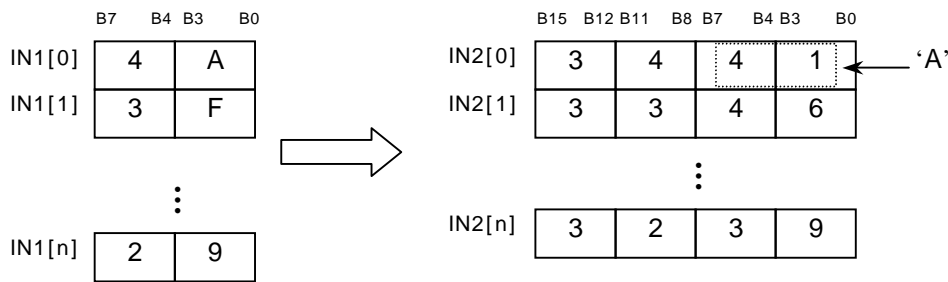 B7 B4 B3 B0
IN1[0] 4 A
IN1[1] 3 F
IN1[n] 2 9
B15 B12 B11 B8 B7 B4 B3 B0
IN2[0] 3 4 4 1 ‘A’
IN2[1] 3 3 4 6
IN2[n] 3 2 3 9